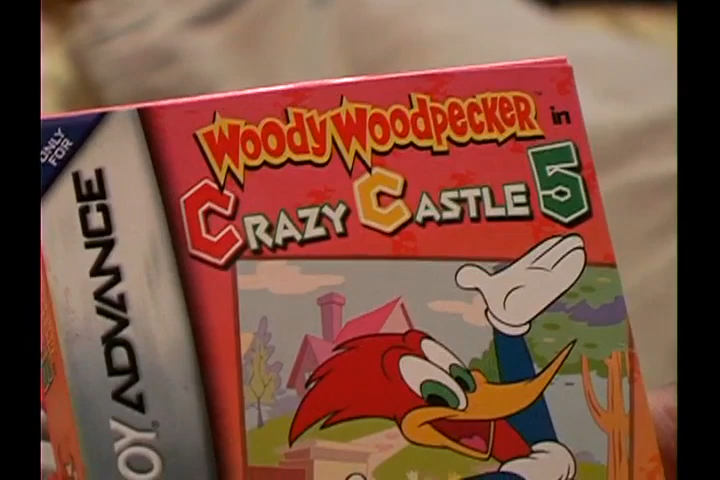 ONLY
FOR
OY ADVANCE
Woody Woodpecker in
CRAZY CASTLE 5